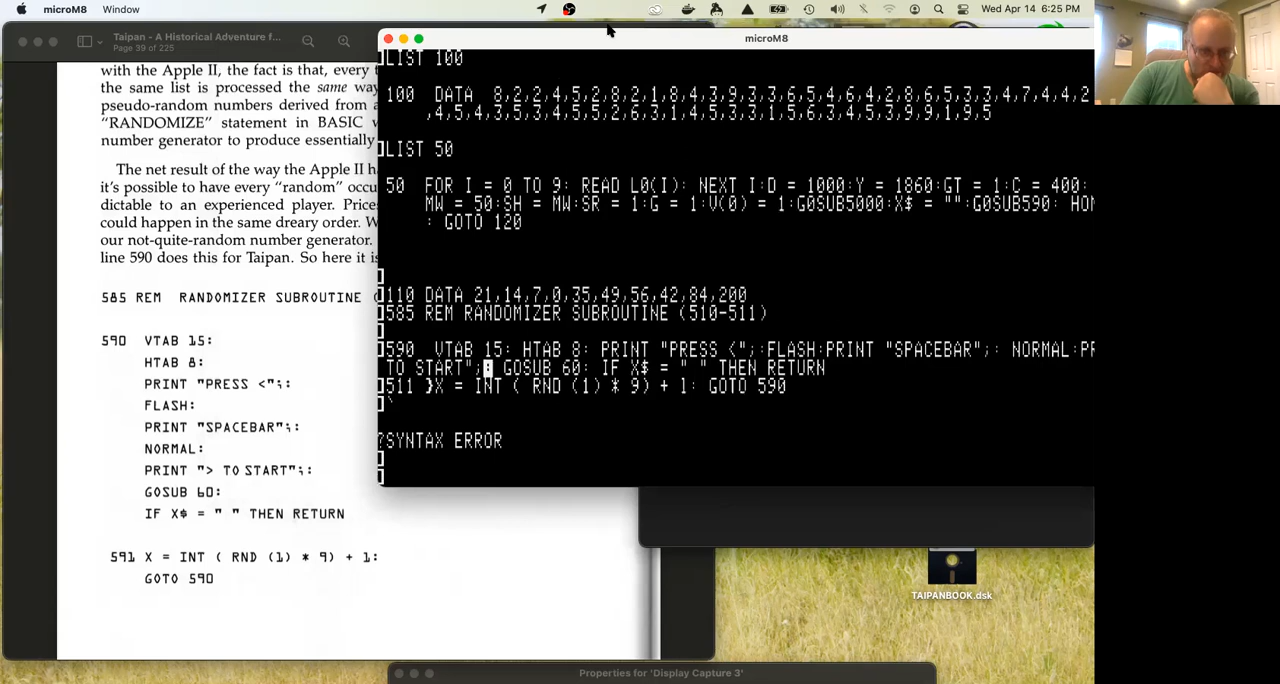 microM8 Window
Wed Apr 14 6:25 PM
Taipan - A Historical Adventure f...
Page 39 of 225
with the Apple II, the fact is that, every t
the same list is processed the same way
pseudo-random numbers derived from a
"RANDOMIZE" statement in BASIC w
number generator to produce essentially
The net result of the way the Apple II ha
it's possible to have every "random" occu
dictable to an experienced player. Price
could happen in the same dreary order. W
our not-quite-random number generator.
line 590 does this for Taipan. So here it is
585 REM RANDOMIZER SUBROUTINE (
590 VTAB 15:
HTAB 8:
PRINT "PRESS <";:
FLASH:
PRINT "SPACEBAR";:
NORMAL:
PRINT "> TO START";:
GOSUB 60:
IF X$ = " " THEN RETURN
591 X = INT ( RND (1) * 9) + 1:
GOTO 590
microM8
]LIST 100
100 DATA 8,2,2,4,5,2,8,2,1,8,4,3,9,3,3,6,5,4,6,4,2,8,6,5,3,3,4,7,4,4,2
,4,5,4,3,5,3,4,5,5,2,6,3,1,4,5,3,3,1,5,6,3,4,5,3,9,9,1,9,5
]LIST 50
50 FOR I = 0 TO 9: READ L0(I): NEXT I:D = 1000:Y = 1860:GT = 1:C = 400:
MW = 50:SH = MW:SR = 1:G = 1:V(0) = 1:G0SUB5000:X$ = "":G0SUB590: HOM
: GOTO 120
]
]110 DATA 21,14,7,0,35,49,56,42,84,200
]585 REM RANDOMIZER SUBROUTINE (510-511)
]
]590 VTAB 15: HTAB 8: PRINT "PRESS <";:FLASH:PRINT "SPACEBAR";: NORMAL:PR
TO START";: GOSUB 60: IF X$ = " " THEN RETURN
]511 }X = INT ( RND (1) * 9) + 1: GOTO 590
]`
?SYNTAX ERROR
]
]
TAIPANBOOK.dsk
Properties for 'Display Capture 3'